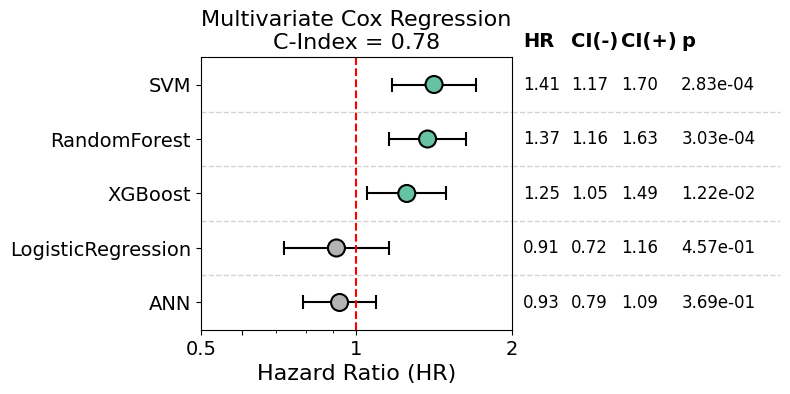 Multivariate Cox Regression
C-Index = 0.78
HR CI(-) CI(+) p
SVM 1.41 1.17 1.70 2.83e-04
RandomForest 1.37 1.16 1.63 3.03e-04
XGBoost 1.25 1.05 1.49 1.22e-02
LogisticRegression 0.91 0.72 1.16 4.57e-01
ANN 0.93 0.79 1.09 3.69e-01
0.5 1 2
Hazard Ratio (HR)